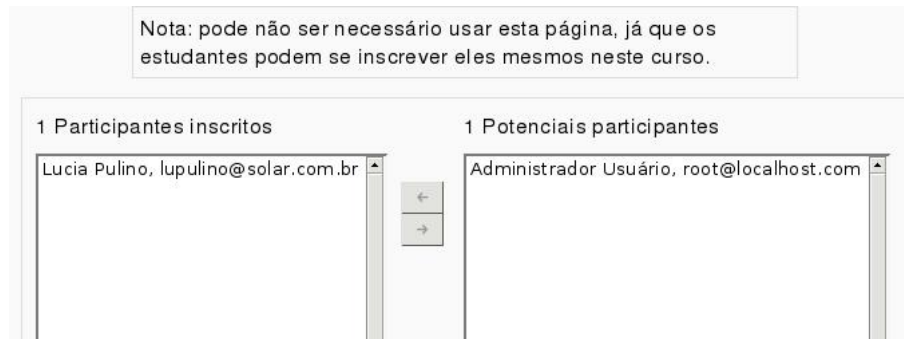 Nota: pode não ser necessário usar esta página, já que os
estudantes podem se inscrever eles mesmos neste curso.
1 Participantes inscritos
1 Potenciais participantes
Lucia Pulino, lupulino@solar.com.br
Administrador Usuário, root@localhost.com